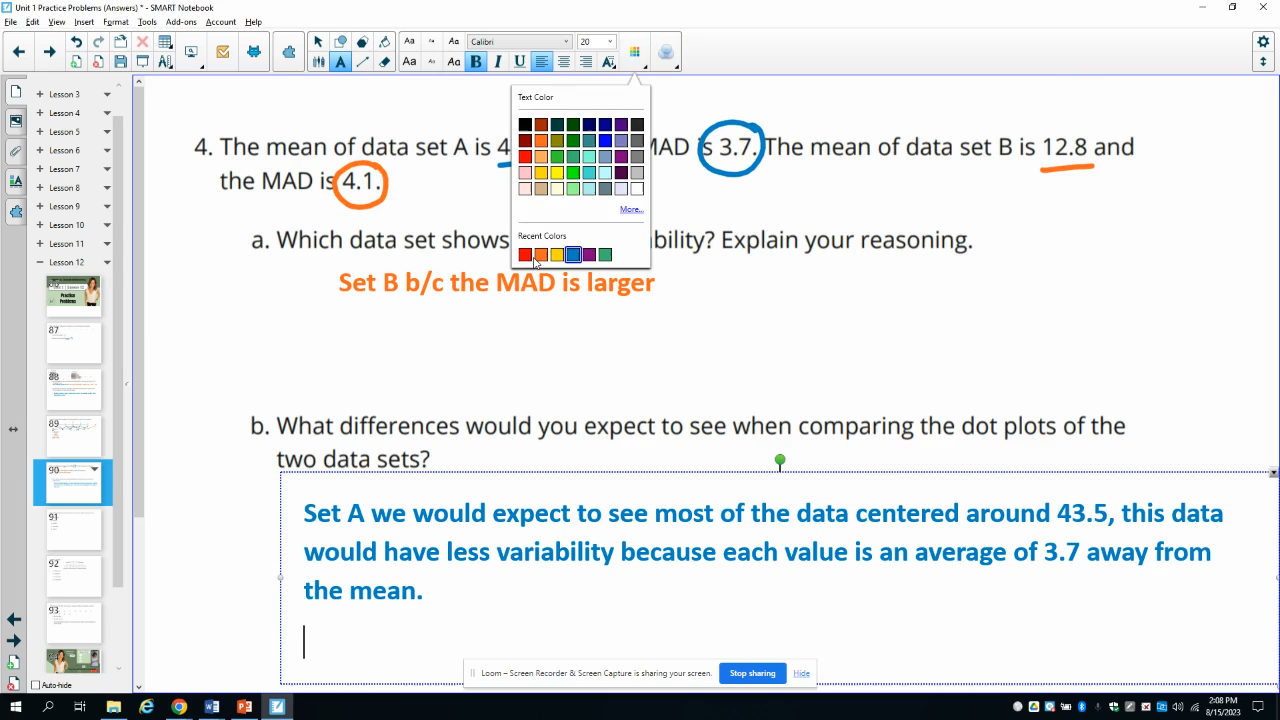 Unit 1 Practice Problems (Answers) * - SMART Notebook
File Edit View Insert Format Tools Add-ons Account Help
Calibri 20
B I U
Text Color
More...
Recent Colors
Lesson 3
Lesson 4
Lesson 5
Lesson 6
Lesson 7
Lesson 8
Lesson 9
Lesson 10
Lesson 11
Lesson 12
Practice
Problems
87
88
89
90
91
92
93
Auto-hide
4. The mean of data set A is 4 MAD is 3.7. The mean of data set B is 12.8 and
the MAD is 4.1.
a. Which data set shows bility? Explain your reasoning.
Set B b/c the MAD is larger
b. What differences would you expect to see when comparing the dot plots of the
two data sets?
Set A we would expect to see most of the data centered around 43.5, this data
would have less variability because each value is an average of 3.7 away from
the mean.
Loom – Screen Recorder & Screen Capture is sharing your screen. Stop sharing Hide
2:08 PM
8/15/2023